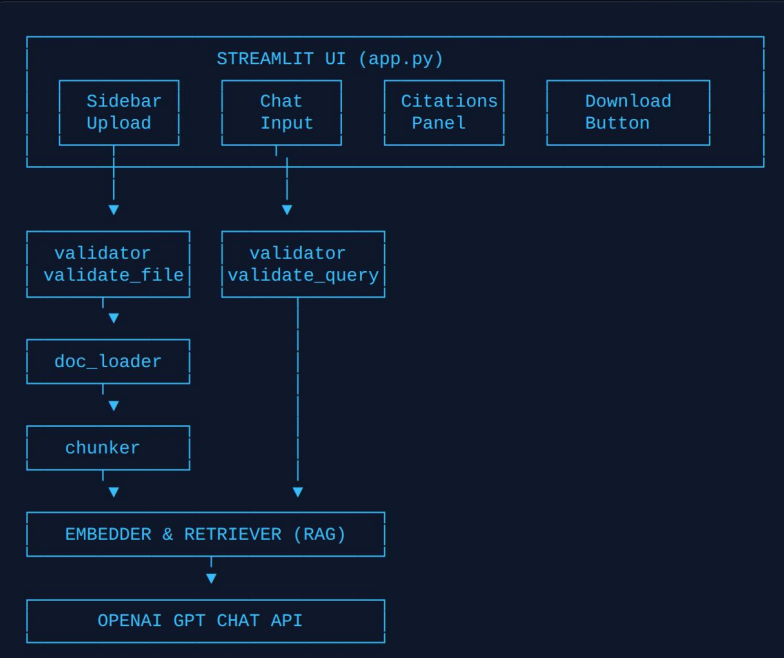 STREAMLIT UI (app.py)
Sidebar Upload
Chat Input
Citations Panel
Download Button
validator validate_file
validator validate_query
doc_loader
chunker
EMBEDDER & RETRIEVER (RAG)
OPENAI GPT CHAT API